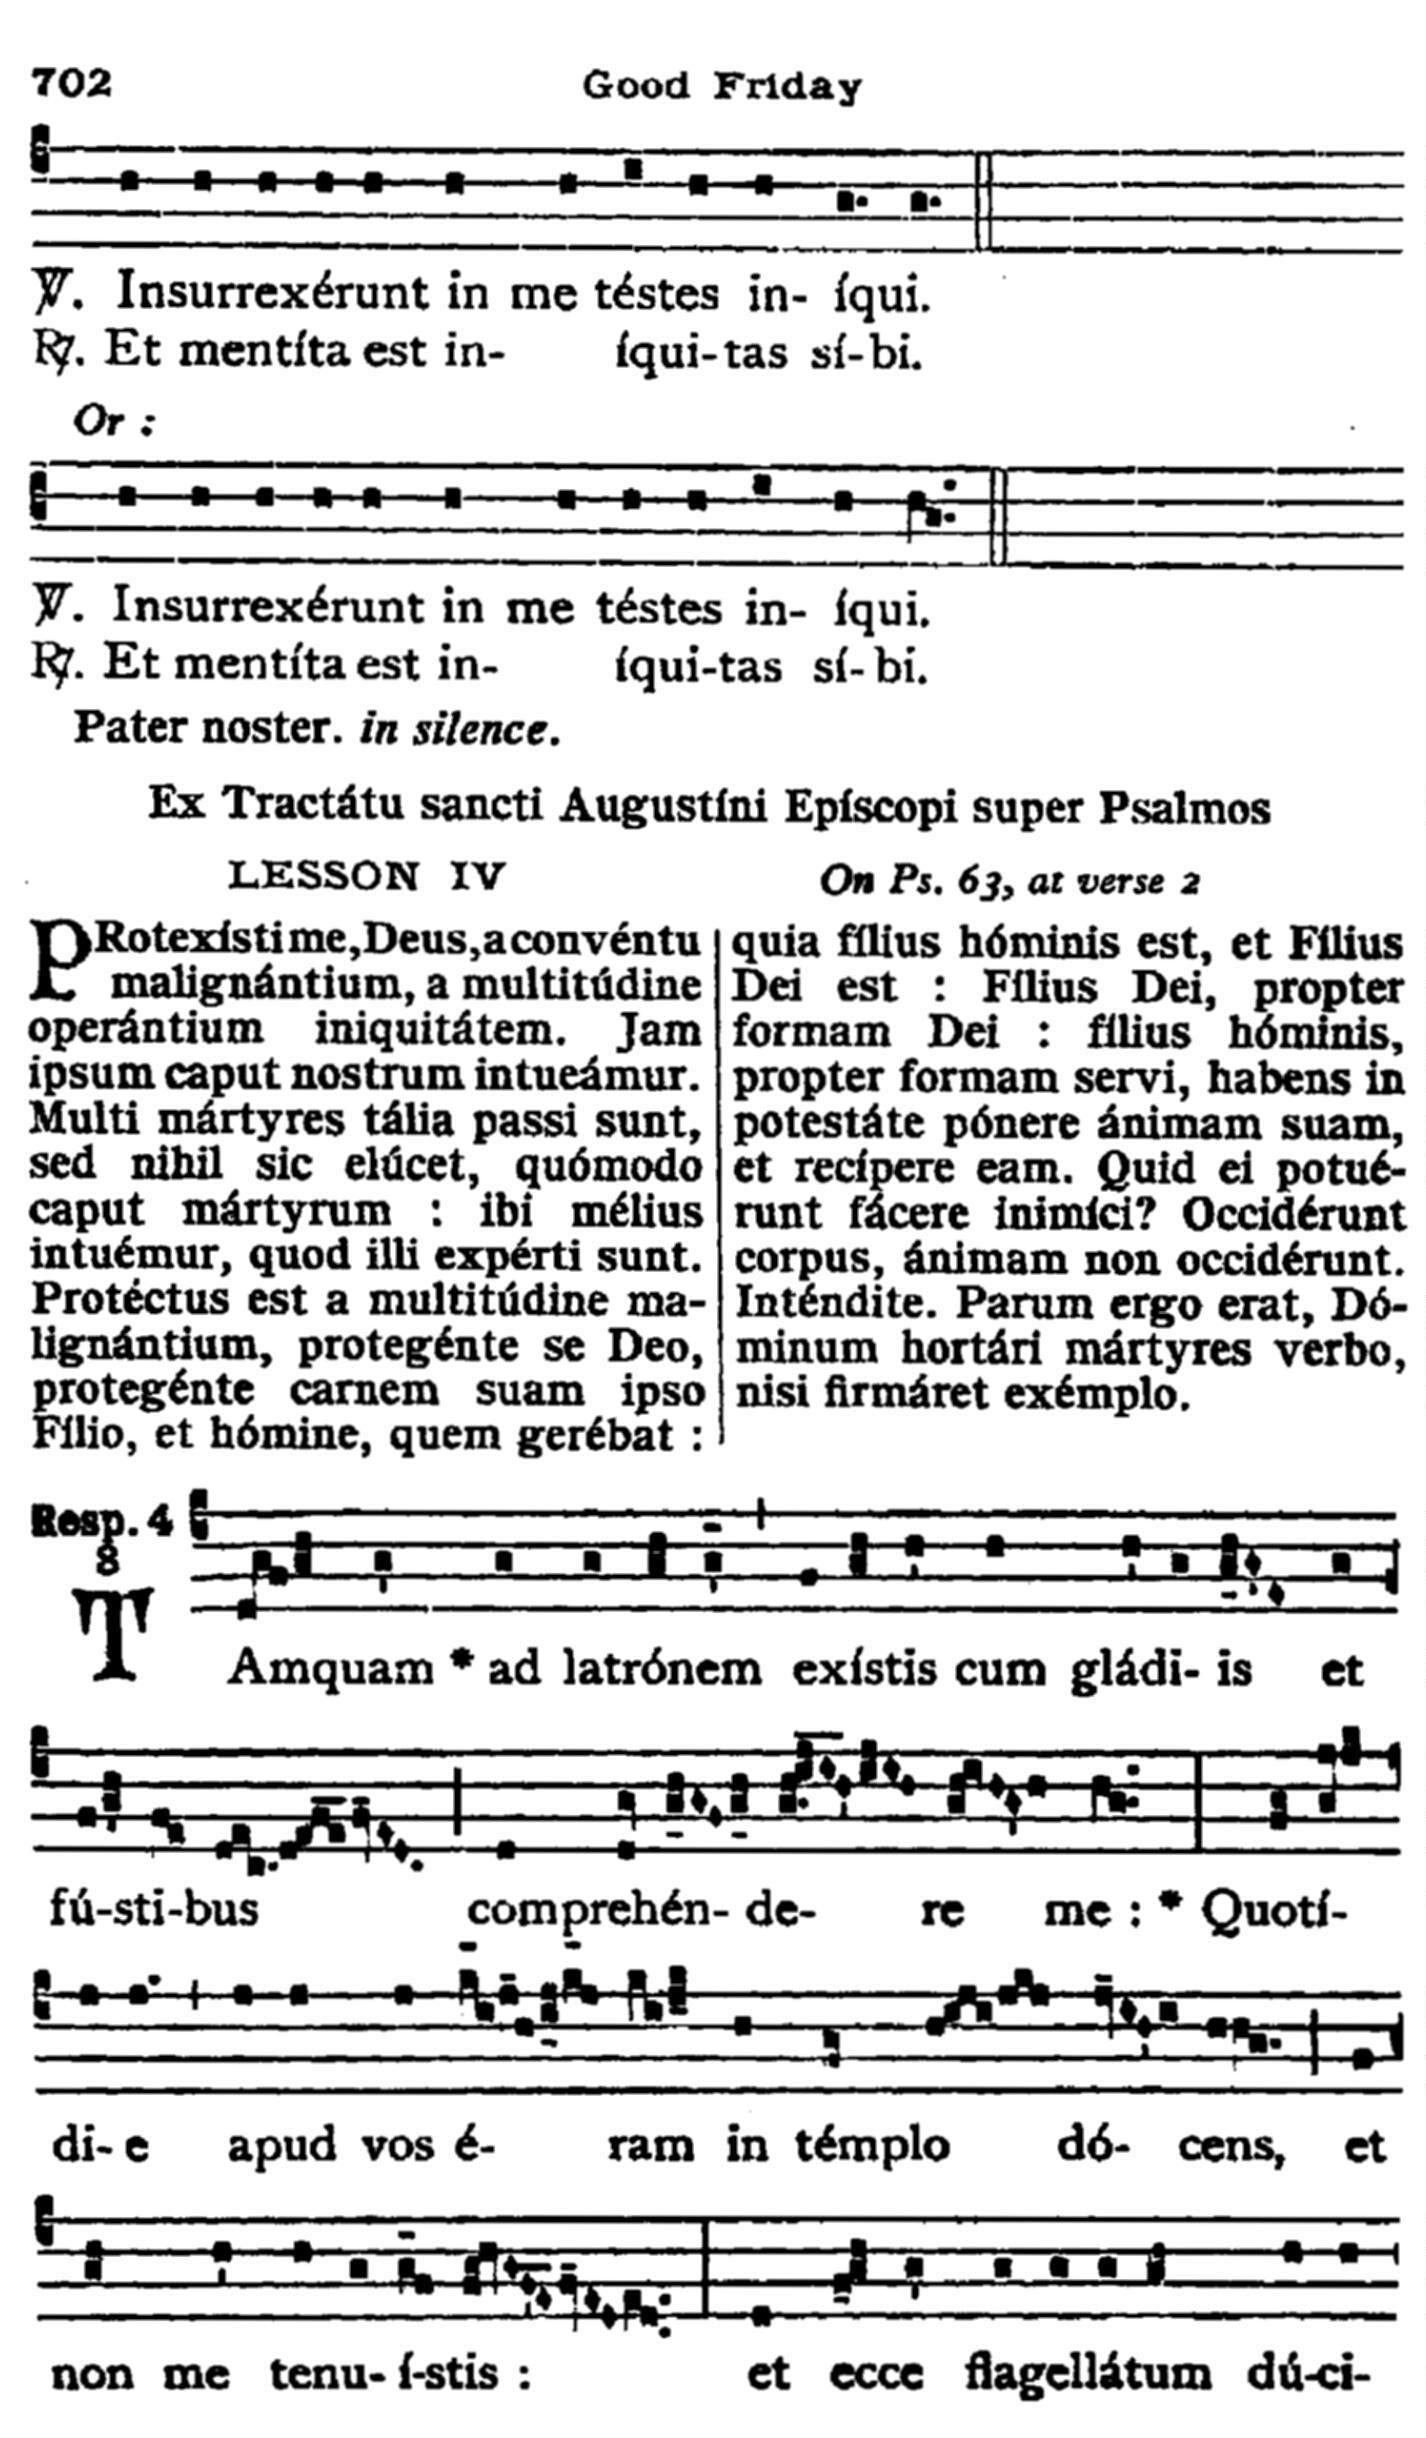 702
Good Friday
℣. Insurrexérunt in me téstes in- íqui.
℟. Et mentíta est in- íqui-tas sí-bi.
Or :
℣. Insurrexérunt in me téstes in- íqui.
℟. Et mentíta est in- íqui-tas sí-bi.
Pater noster. in silence.
Ex Tractátu sancti Augustíni Epíscopi super Psalmos
LESSON IV
On Ps. 63, at verse 2
PRotexísti me, Deus, a convéntu
malignántium, a multitúdine
operántium iniquitátem. Jam
ipsum caput nostrum intueámur.
Multi mártyres tália passi sunt,
sed nihil sic elúcet, quómodo
caput mártyrum : ibi mélius
intuémur, quod illi expérti sunt.
Protéctus est a multitúdine ma-
lignántium, protegénte se Deo,
protegénte carnem suam ipso
Fílio, et hómine, quem gerébat :
quia fílius hóminis est, et Fílius
Dei est : Fílius Dei, propter
formam Dei : fílius hóminis,
propter formam servi, habens in
potestáte pónere ánimam suam,
et recípere eam. Quid ei potué-
runt fácere inimíci? Occidérunt
corpus, ánimam non occidérunt.
Inténdite. Parum ergo erat, Dó-
minum hortári mártyres verbo,
nisi firmáret exémplo.
Resp. 4
8
TAmquam * ad latrónem exístis cum gládi- is et
fú-sti-bus comprehén- de- re me : * Quotí-
di- e apud vos é- ram in témplo dó- cens, et
non me tenu- í-stis : et ecce flagellátum dú-ci-